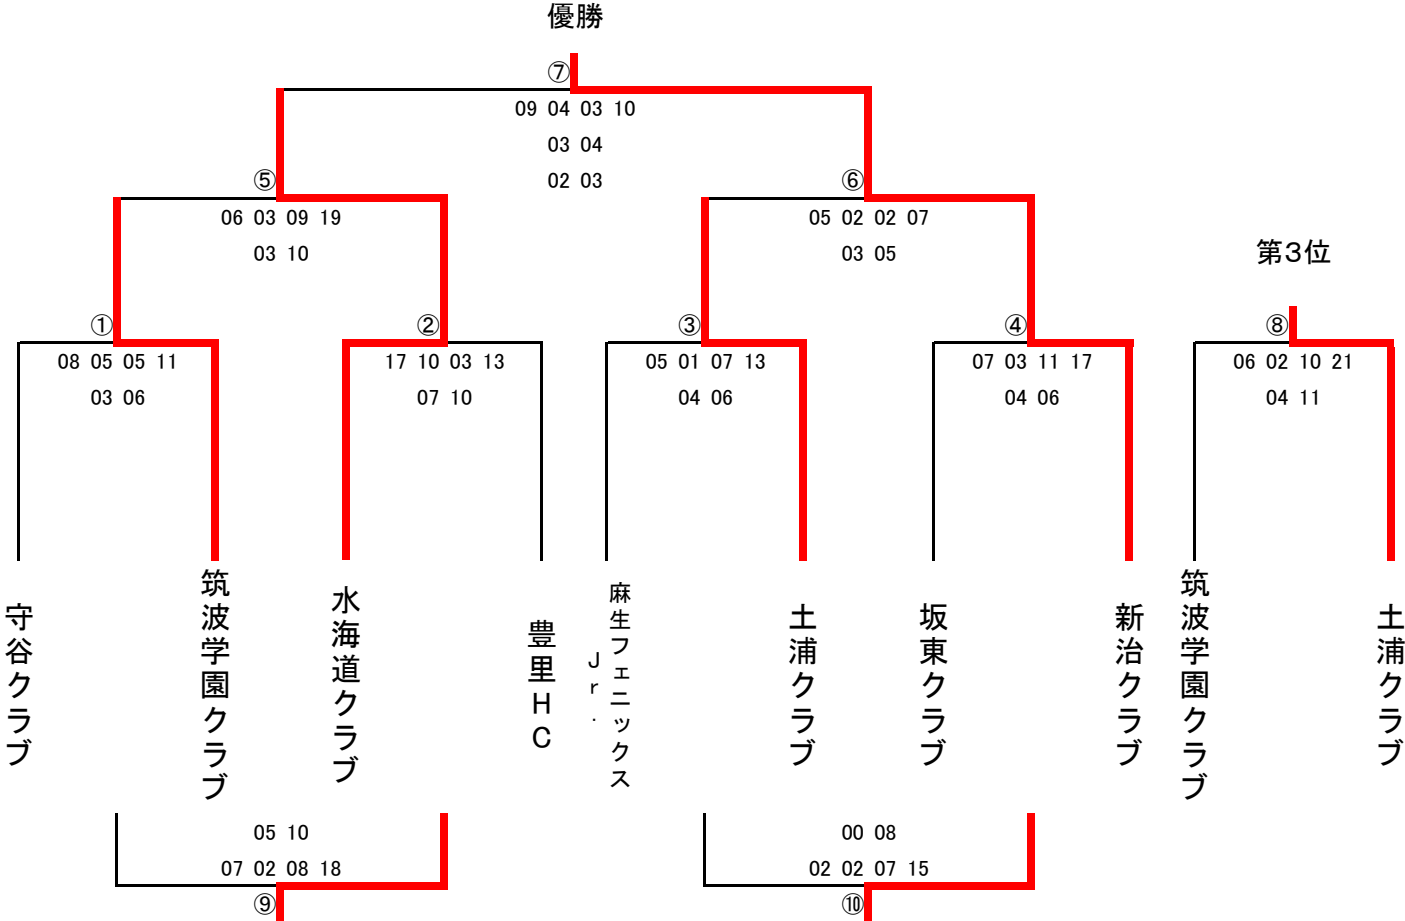 優勝
⑦
09 04 03 10
03 04
02 03
⑤
⑥
06 03 09 19
05 02 02 07
03 10
03 05
第3位
①
②
③
④
⑧
08 05 05 11
17 10 03 13
05 01 07 13
07 03 11 17
06 02 10 21
03 06
07 10
04 06
04 06
04 11
守谷クラブ
筑波学園クラブ
水海道クラブ
豊里HC
麻生フェニックス
Jr.
土浦クラブ
坂東クラブ
新治クラブ
筑波学園クラブ
土浦クラブ
05 10
00 08
07 02 08 18
02 02 07 15
⑨
⑩